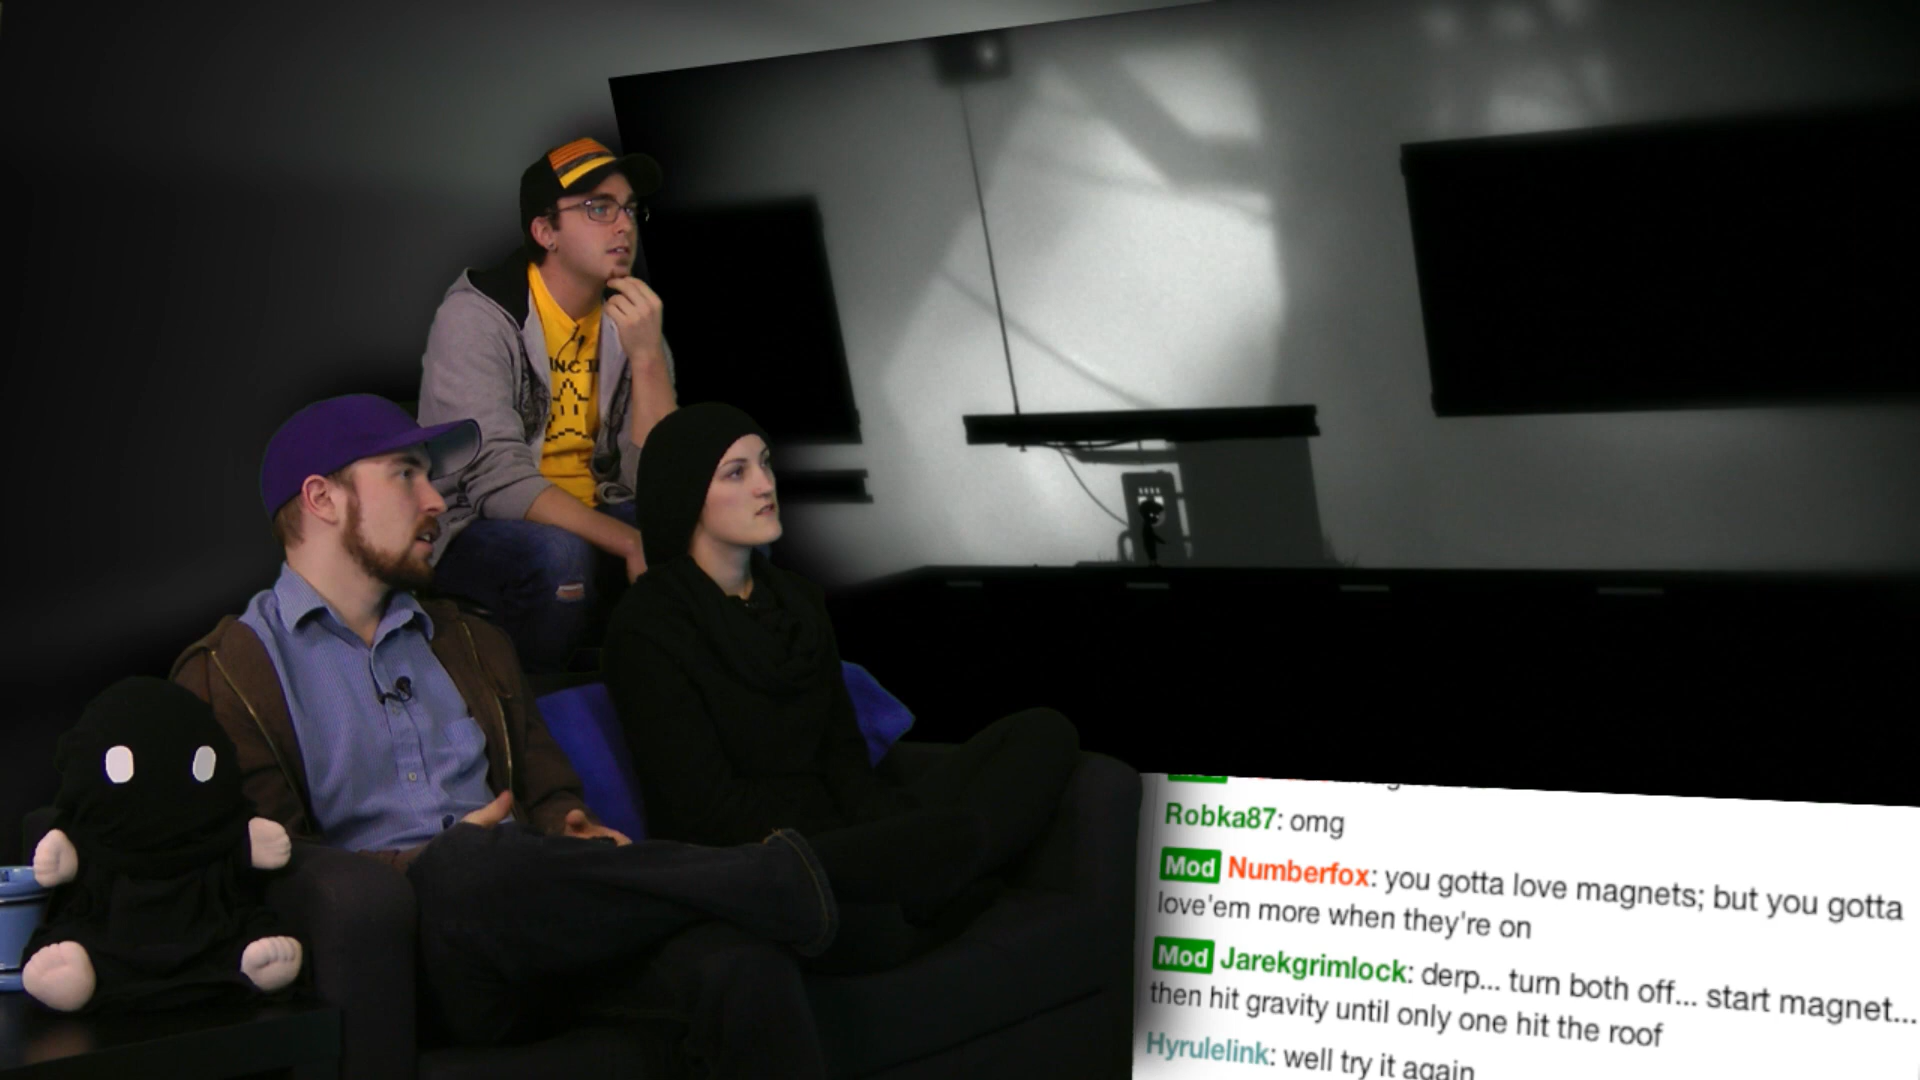 Robka87: omg
Mod Numberfox: you gotta love magnets; but you gotta
love'em more when they're on
Mod Jarekgrimlock: derp... turn both off... start magnet...
then hit gravity until only one hit the roof
Hyrulelink: well try it again